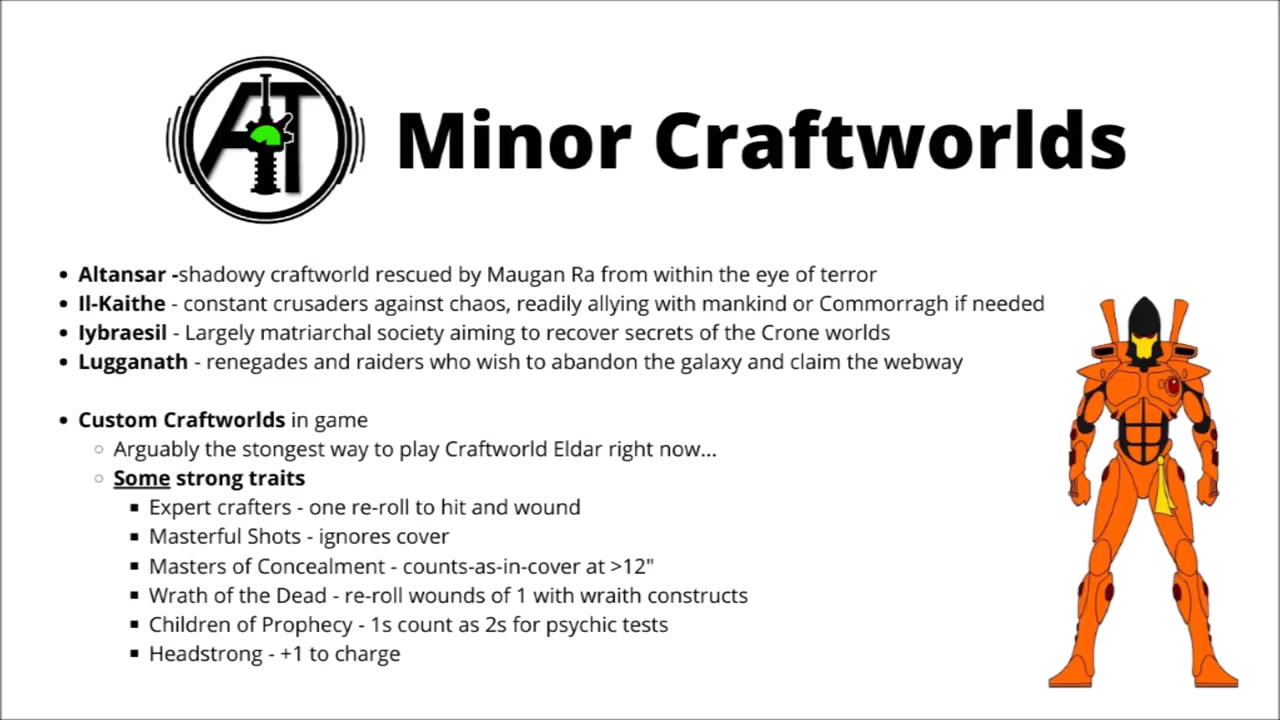 AT
Minor Craftworlds
• Altansar -shadowy craftworld rescued by Maugan Ra from within the eye of terror
• Il-Kaithe - constant crusaders against chaos, readily allying with mankind or Commorragh if needed
• Iybraesil - Largely matriarchal society aiming to recover secrets of the Crone worlds
• Lugganath - renegades and raiders who wish to abandon the galaxy and claim the webway
• Custom Craftworlds in game
○ Arguably the stongest way to play Craftworld Eldar right now...
○ Some strong traits
▪ Expert crafters - one re-roll to hit and wound
▪ Masterful Shots - ignores cover
▪ Masters of Concealment - counts-as-in-cover at >12"
▪ Wrath of the Dead - re-roll wounds of 1 with wraith constructs
▪ Children of Prophecy - 1s count as 2s for psychic tests
▪ Headstrong - +1 to charge